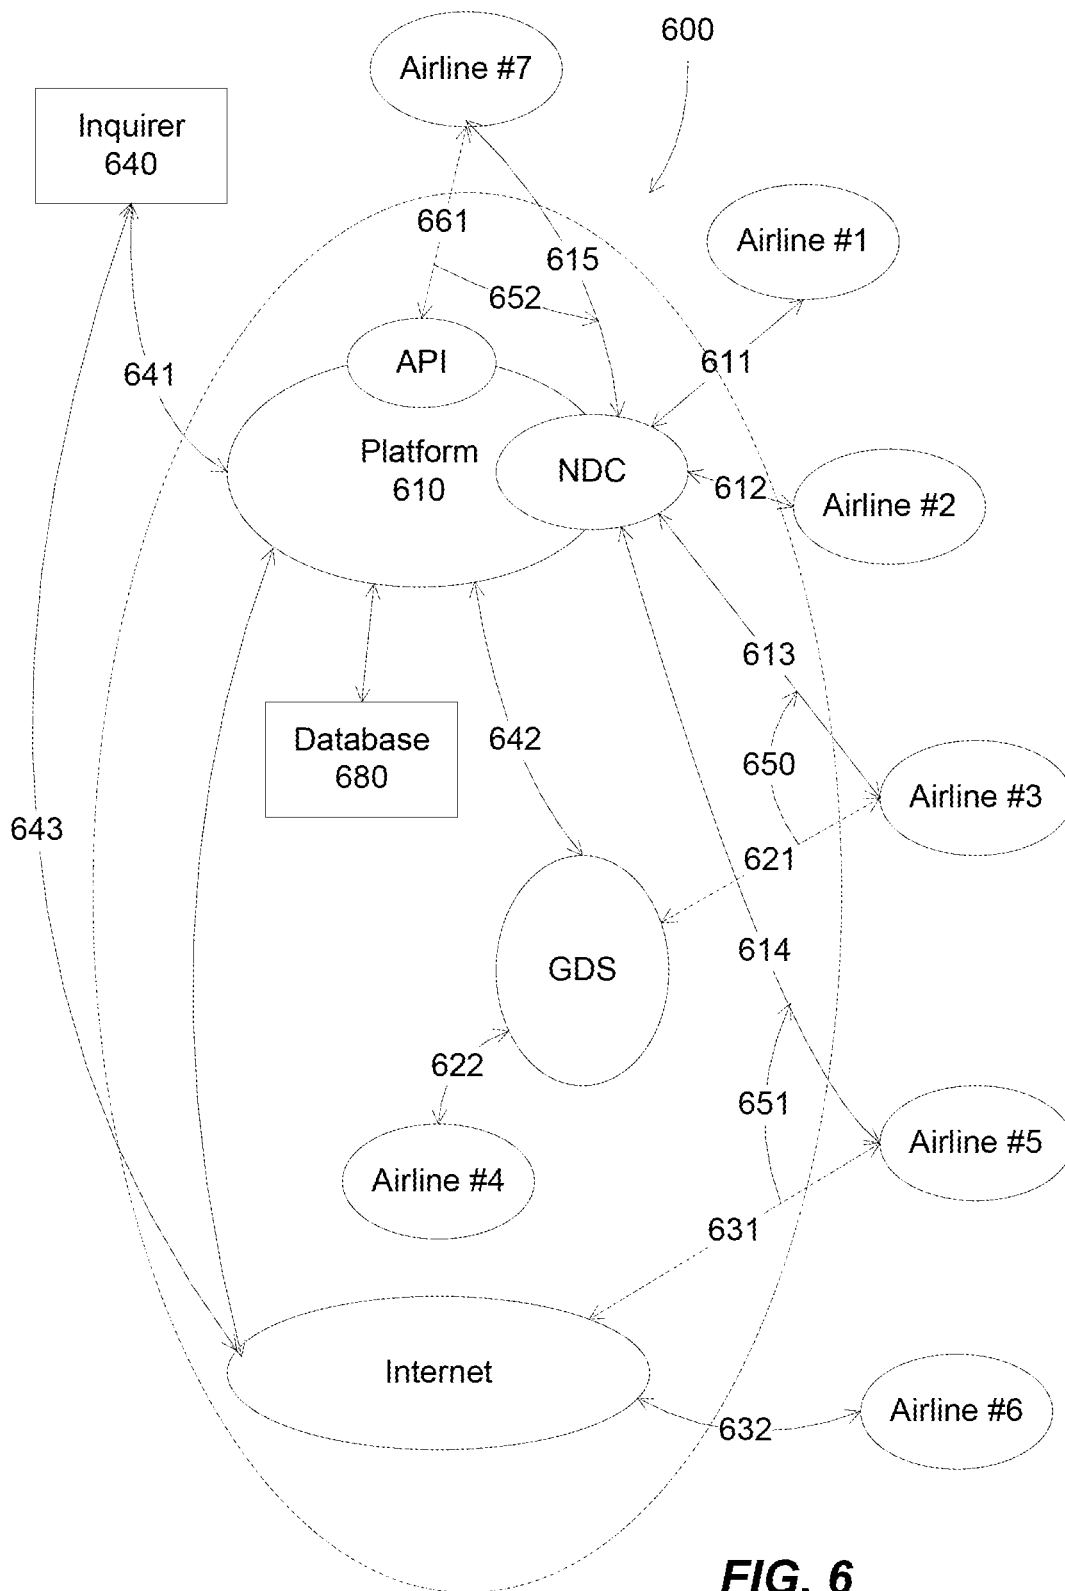 600
Airline #7
Inquirer
640
661
615
Airline #1
652
API
611
641
Platform
610
NDC
612
Airline #2
613
Database
680
642
650
Airline #3
643
621
614
GDS
622
651
Airline #5
Airline #4
631
Internet
632
Airline #6
FIG. 6